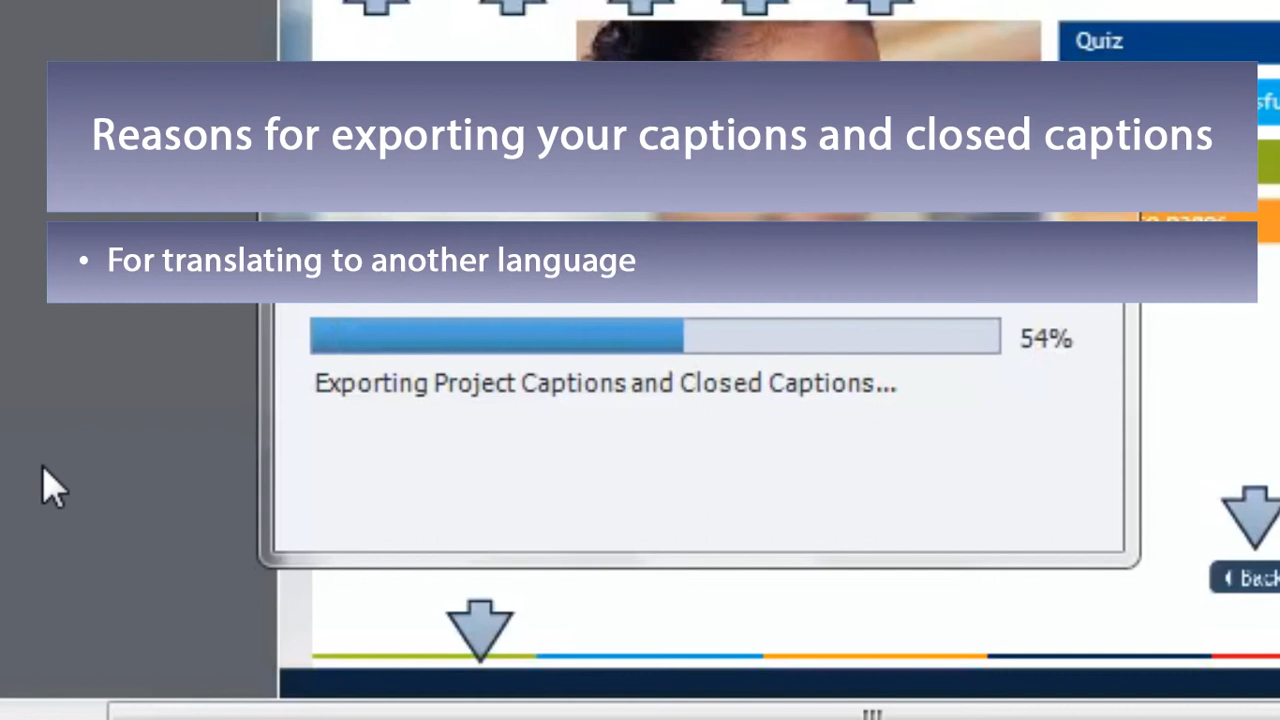 Quiz
Reasons for exporting your captions and closed captions
• For translating to another language
54%
Exporting Project Captions and Closed Captions...
Back